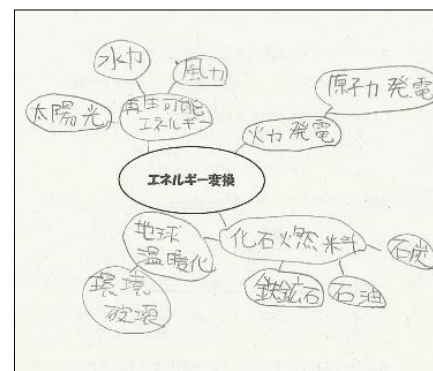 水力
風力
太陽光
再生可能
エネルギー
原子力発電
火力発電
エネルギー変換
地球
温暖化
化石燃料
石炭
環境
破壊
鉄鉱石
石油